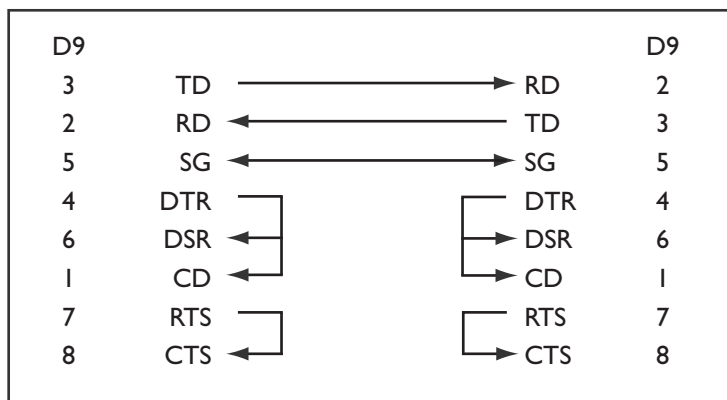 D9 D9
3 TD RD 2
2 RD TD 3
5 SG SG 5
4 DTR DTR 4
6 DSR DSR 6
1 CD CD 1
7 RTS RTS 7
8 CTS CTS 8